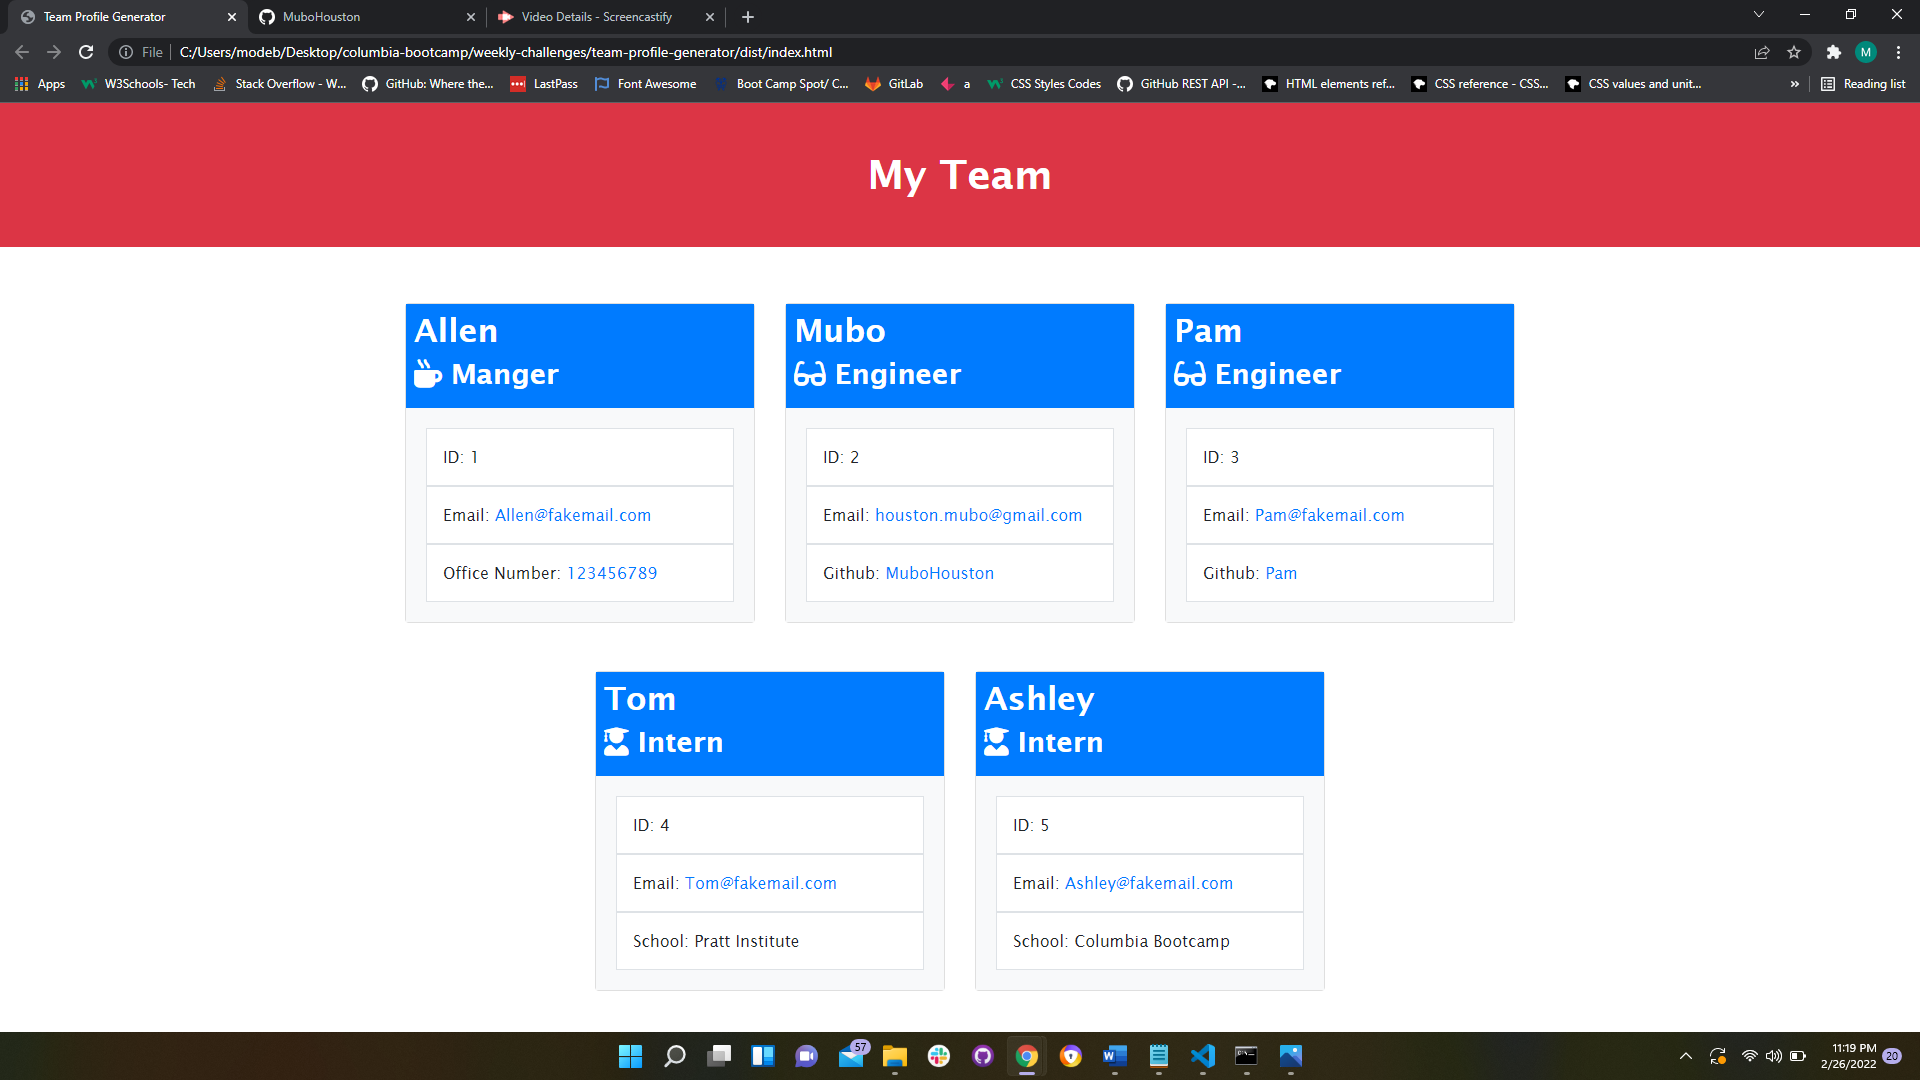 Team Profile Generator
MuboHouston
Video Details - Screencastify
File
C:/Users/modeb/Desktop/columbia-bootcamp/weekly-challenges/team-profile-generator/dist/index.html
M
Apps
W3Schools- Tech
Stack Overflow - W...
GitHub: Where the...
LastPass
Font Awesome
Boot Camp Spot/ C...
GitLab
a
CSS Styles Codes
GitHub REST API -...
HTML elements ref...
CSS reference - CSS...
CSS values and unit...
»
Reading list
My Team
Allen
Manger
ID: 1
Email: Allen@fakemail.com
Office Number: 123456789
Mubo
Engineer
ID: 2
Email: houston.mubo@gmail.com
Github: MuboHouston
Pam
Engineer
ID: 3
Email: Pam@fakemail.com
Github: Pam
Tom
Intern
ID: 4
Email: Tom@fakemail.com
School: Pratt Institute
Ashley
Intern
ID: 5
Email: Ashley@fakemail.com
School: Columbia Bootcamp
57
11:19 PM
2/26/2022
20